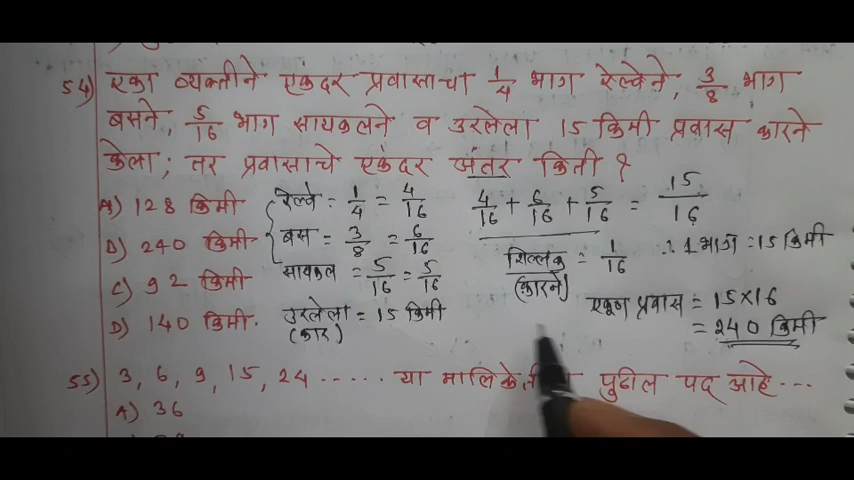 54) एका व्यक्तीने एकदर प्रवासाचा 1/4 भाग रेल्वेने, 3/8 भाग
बसने, 5/16 भाग सायकलने व उरलेला 15 किमी प्रवास कारने
केला; तर प्रवासाचे एकदर अंतर किती ?
A) 128 किमी
D) 240 किमी
C) 92 किमी
D) 140 किमी.
रेल्वे = 1/4 = 4/16
बस = 3/8 = 6/16
सायकल = 5/16 = 5/16
उरलेला = 15 किमी
(कार)
4/16 + 6/16 + 5/16 = 15/16
शिल्लक = 1/16 ∴ 1 भाग = 15 किमी
(कारने)
एकूण प्रवास = 15×16
= 240 किमी
55) 3, 6, 9, 15, 24 ...... या पुढील पद आहे ...
A) 36